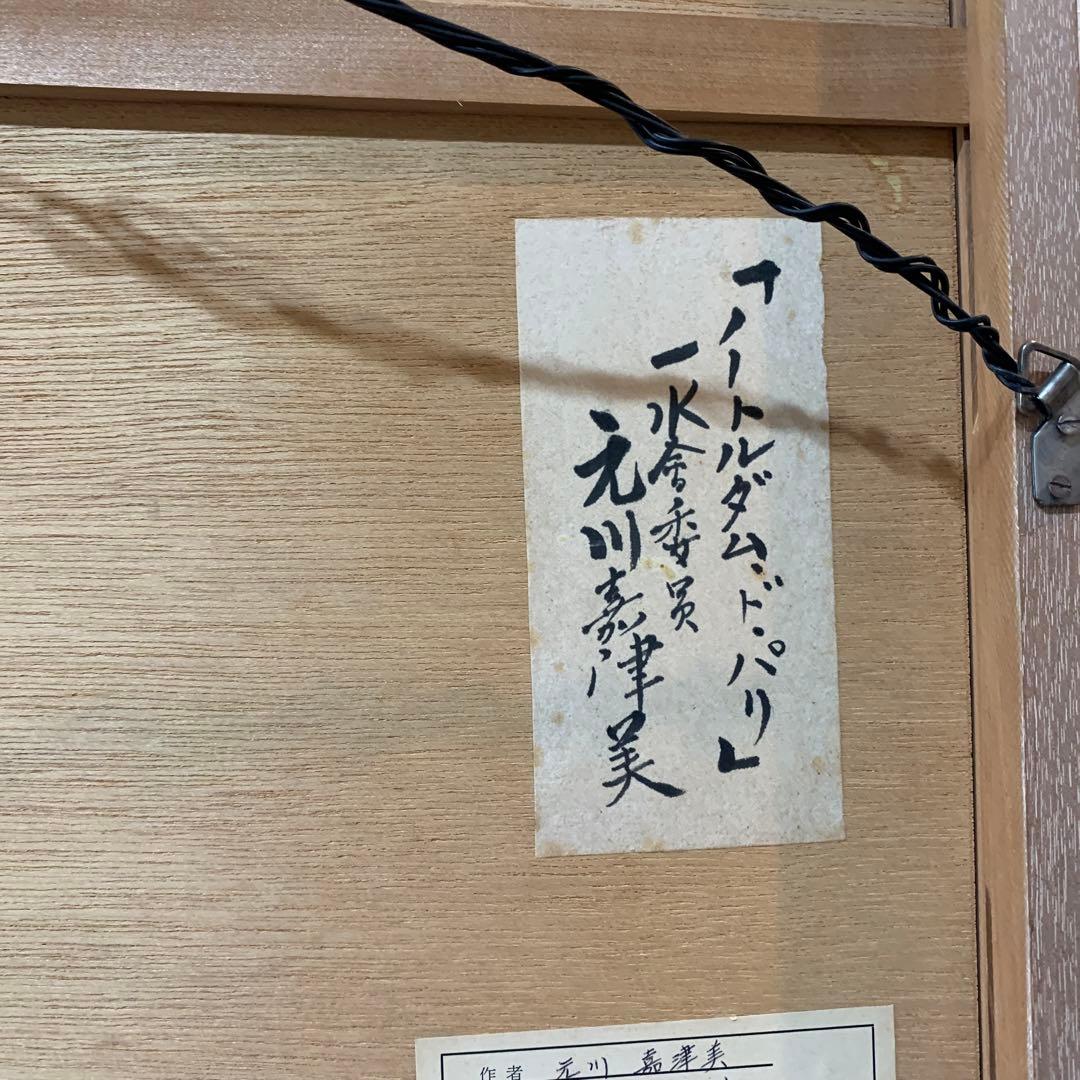 「ノートルダム・ド・パリ」
一水會委員
元川嘉津美
作者 元川 嘉津美